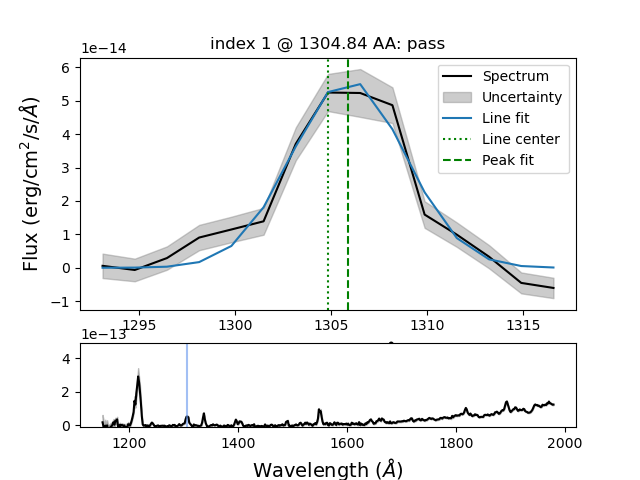 index 1 @ 1304.84 AA: pass
1e−14
6
5
4
3
2
1
0
−1
Flux (erg/cm²/s/Å)
Spectrum
Uncertainty
Line fit
Line center
Peak fit
1295 1300 1305 1310 1315
1e−13
4
2
0
1200 1400 1600 1800 2000
Wavelength (Å)